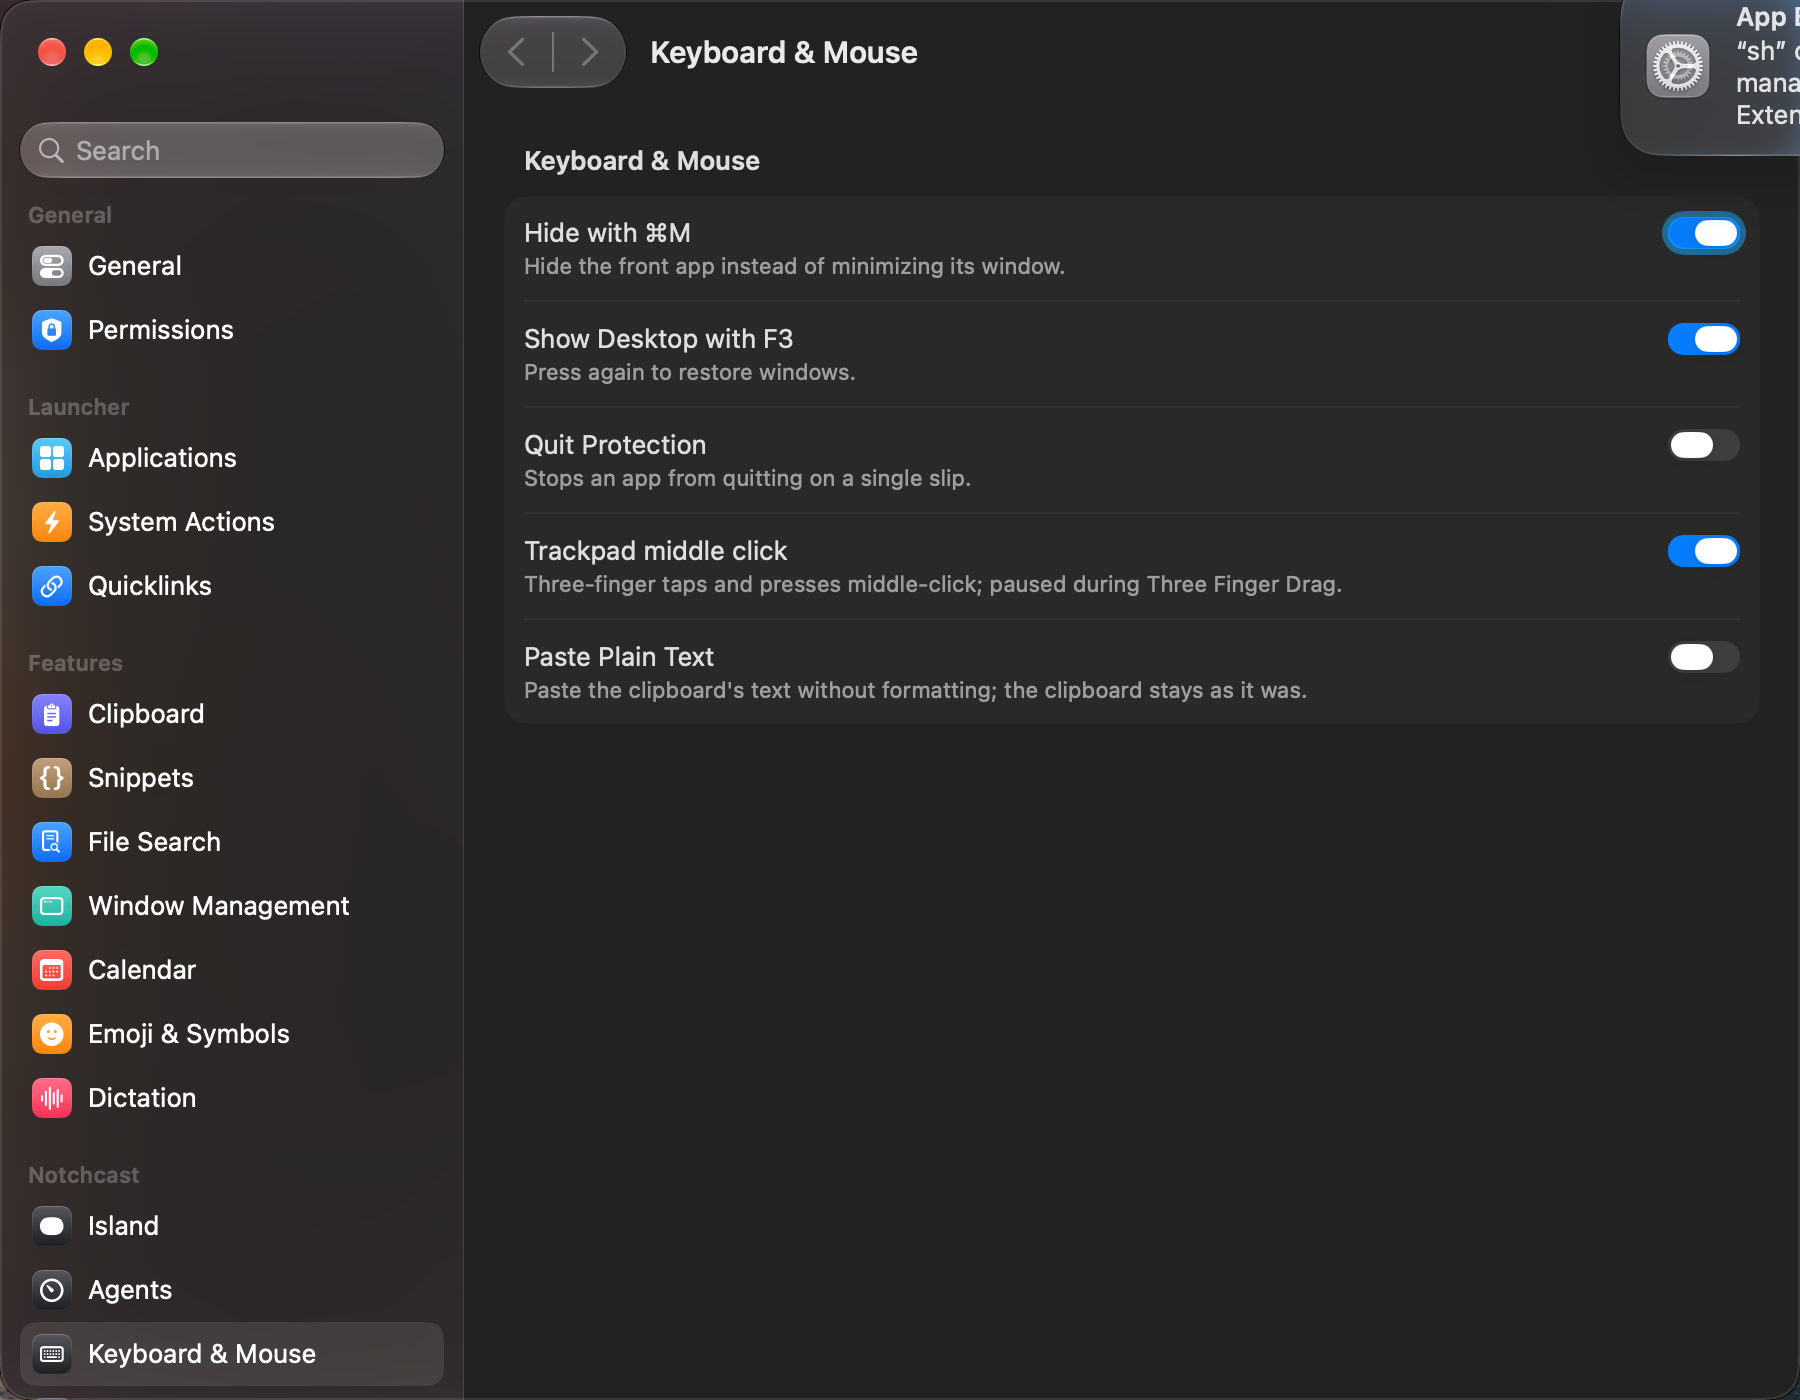 Keyboard & Mouse
App
“sh”
Search
General
General
Permissions
Launcher
Applications
System Actions
Quicklinks
Features
Clipboard
Snippets
File Search
Window Management
Calendar
Emoji & Symbols
Dictation
Notchcast
Island
Agents
Keyboard & Mouse
Keyboard & Mouse
Hide with ⌘M
Hide the front app instead of minimizing its window.
Show Desktop with F3
Press again to restore windows.
Quit Protection
Stops an app from quitting on a single slip.
Trackpad middle click
Three-finger taps and presses middle-click; paused during Three Finger Drag.
Paste Plain Text
Paste the clipboard's text without formatting; the clipboard stays as it was.